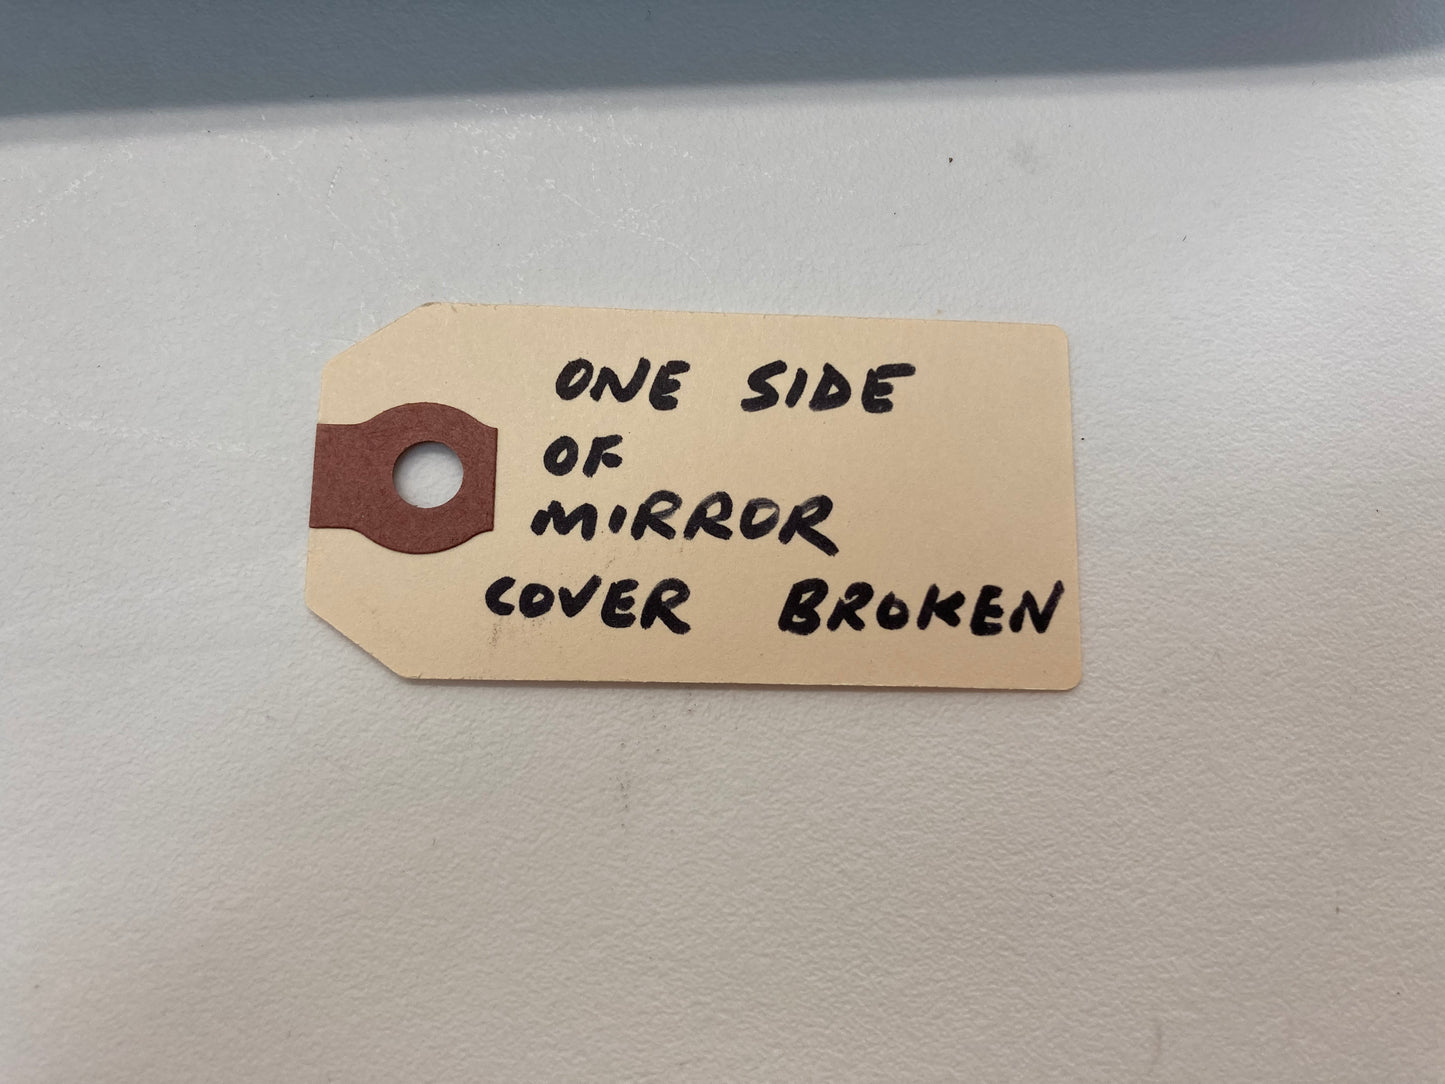 ONE SIDE
OF
MIRROR
COVER BROKEN